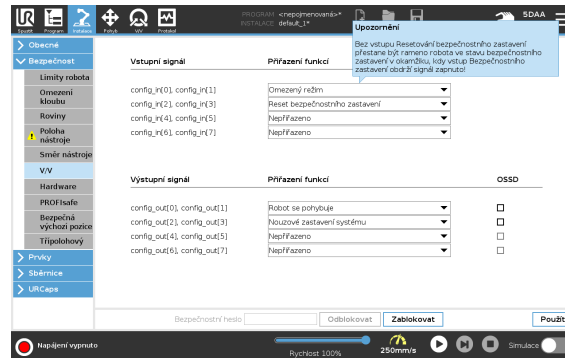 PROGRAM <nepojmenovaná>*
INSTALACE default_1*
5DAA
Spustit Program Instalace Pohyb V/V Protokol
Upozornění
Bez vstupu Resetování bezpečnostního zastavení
přestane být rameno robota ve stavu bezpečnostního
zastavení v okamžiku, kdy vstup Bezpečnostního
zastavení obdrží signál zapnuto!
Obecné
Bezpečnost
Limity robota
Omezení
kloubu
Roviny
Poloha
nástroje
Směr nástroje
V/V
Hardware
PROFIsafe
Bezpečná
výchozí pozice
Třípolohový
Prvky
Sběrnice
URCaps
Vstupní signál Přiřazení funkcí
config_in[0], config_in[1] Omezený režim
config_in[2], config_in[3] Reset bezpečnostního zastavení
config_in[4], config_in[5] Nepřiřazeno
config_in[6], config_in[7] Nepřiřazeno
Výstupní signál Přiřazení funkcí OSSD
config_out[0], config_out[1] Robot se pohybuje
config_out[2], config_out[3] Nouzové zastavení systému
config_out[4], config_out[5] Nepřiřazeno
config_out[6], config_out[7] Nepřiřazeno
Bezpečnostní heslo Odblokovat Zablokovat Použít
Napájení vypnuto
Rychlost 100%
250mm/s
Simulace